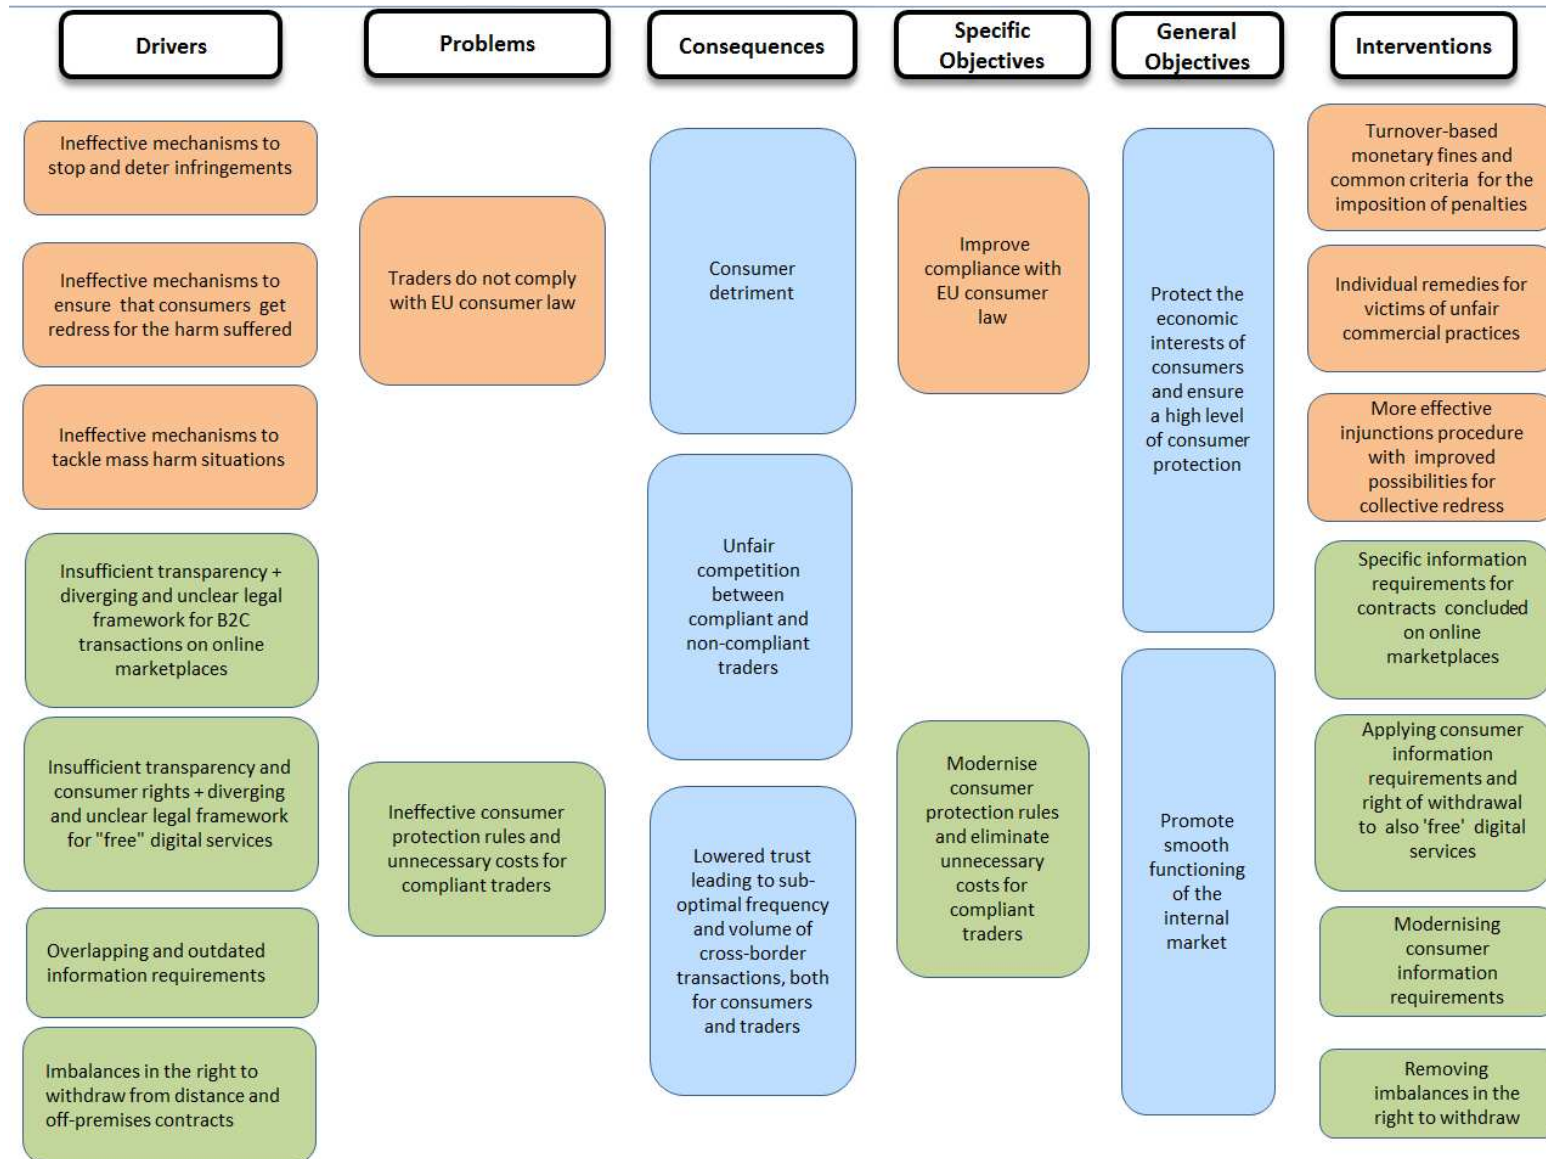 Drivers
Problems
Consequences
Specific
Objectives
General
Objectives
Interventions
Ineffective mechanisms to
stop and deter infringements
Ineffective mechanisms to
ensure that consumers get
redress for the harm suffered
Ineffective mechanisms to
tackle mass harm situations
Insufficient transparency +
diverging and unclear legal
framework for B2C
transactions on online
marketplaces
Insufficient transparency and
consumer rights + diverging
and unclear legal framework
for "free" digital services
Overlapping and outdated
information requirements
Imbalances in the right to
withdraw from distance and
off-premises contracts
Traders do not comply
with EU consumer law
Ineffective consumer
protection rules and
unnecessary costs for
compliant traders
Consumer
detriment
Unfair
competition
between
compliant and
non-compliant
traders
Lowered trust
leading to sub-
optimal frequency
and volume of
cross-border
transactions, both
for consumers
and traders
Improve
compliance with
EU consumer
law
Modernise
consumer
protection rules
and eliminate
unnecessary
costs for
compliant
traders
Protect the
economic
interests of
consumers
and ensure
a high level
of consumer
protection
Promote
smooth
functioning
of the
internal
market
Turnover-based
monetary fines and
common criteria for the
imposition of penalties
Individual remedies for
victims of unfair
commercial practices
More effective
injunctions procedure
with improved
possibilities for
collective redress
Specific information
requirements for
contracts concluded
on online
marketplaces
Applying consumer
information
requirements and
right of withdrawal
to also 'free' digital
services
Modernising
consumer
information
requirements
Removing
imbalances in the
right to withdraw